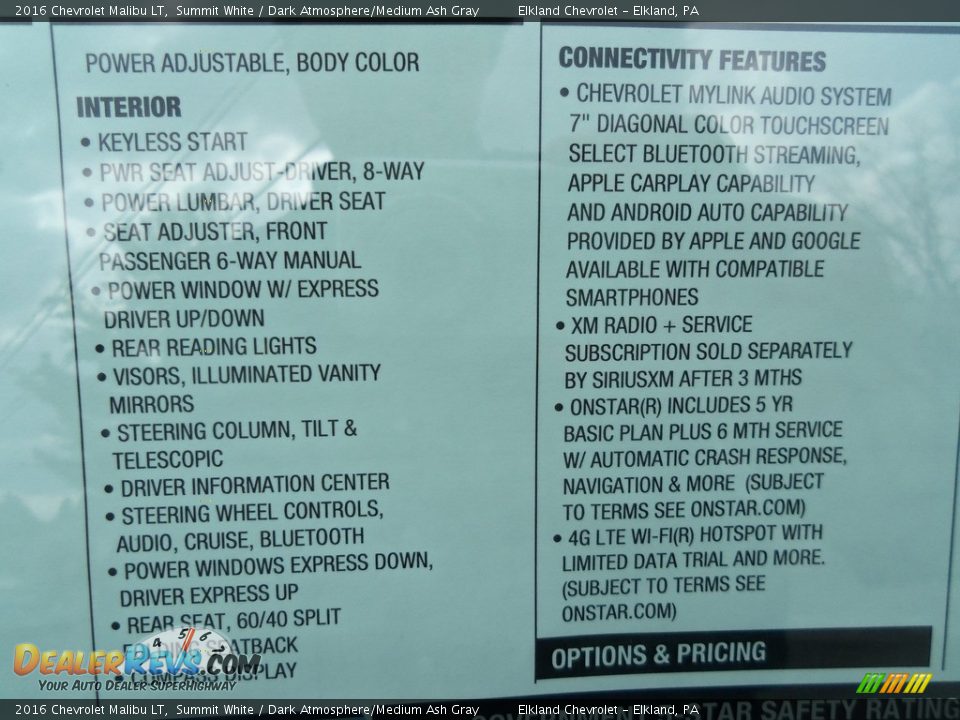 2016 Chevrolet Malibu LT,  Summit White / Dark Atmosphere/Medium Ash Gray     Elkland Chevrolet - Elkland, PA
POWER ADJUSTABLE, BODY COLOR
INTERIOR
• KEYLESS START
• PWR SEAT ADJUST-DRIVER, 8-WAY
• POWER LUMBAR, DRIVER SEAT
• SEAT ADJUSTER, FRONT
PASSENGER 6-WAY MANUAL
• POWER WINDOW W/ EXPRESS
DRIVER UP/DOWN
• REAR READING LIGHTS
• VISORS, ILLUMINATED VANITY
MIRRORS
• STEERING COLUMN, TILT &
TELESCOPIC
• DRIVER INFORMATION CENTER
• STEERING WHEEL CONTROLS,
AUDIO, CRUISE, BLUETOOTH
• POWER WINDOWS EXPRESS DOWN,
DRIVER EXPRESS UP
• REAR SEAT, 60/40 SPLIT
FOLDING SEATBACK
• COMPASS DISPLAY
CONNECTIVITY FEATURES
• CHEVROLET MYLINK AUDIO SYSTEM
7" DIAGONAL COLOR TOUCHSCREEN
SELECT BLUETOOTH STREAMING,
APPLE CARPLAY CAPABILITY
AND ANDROID AUTO CAPABILITY
PROVIDED BY APPLE AND GOOGLE
AVAILABLE WITH COMPATIBLE
SMARTPHONES
• XM RADIO + SERVICE
SUBSCRIPTION SOLD SEPARATELY
BY SIRIUSXM AFTER 3 MTHS
• ONSTAR(R) INCLUDES 5 YR
BASIC PLAN PLUS 6 MTH SERVICE
W/ AUTOMATIC CRASH RESPONSE,
NAVIGATION & MORE (SUBJECT
TO TERMS SEE ONSTAR.COM)
• 4G LTE WI-FI(R) HOTSPOT WITH
LIMITED DATA TRIAL AND MORE.
(SUBJECT TO TERMS SEE
ONSTAR.COM)
OPTIONS & PRICING
4 5 6 7
DEALERREVS.COM
YOUR AUTO DEALER SUPERHIGHWAY
STAR SAFETY RATING
2016 Chevrolet Malibu LT,  Summit White / Dark Atmosphere/Medium Ash Gray     Elkland Chevrolet - Elkland, PA